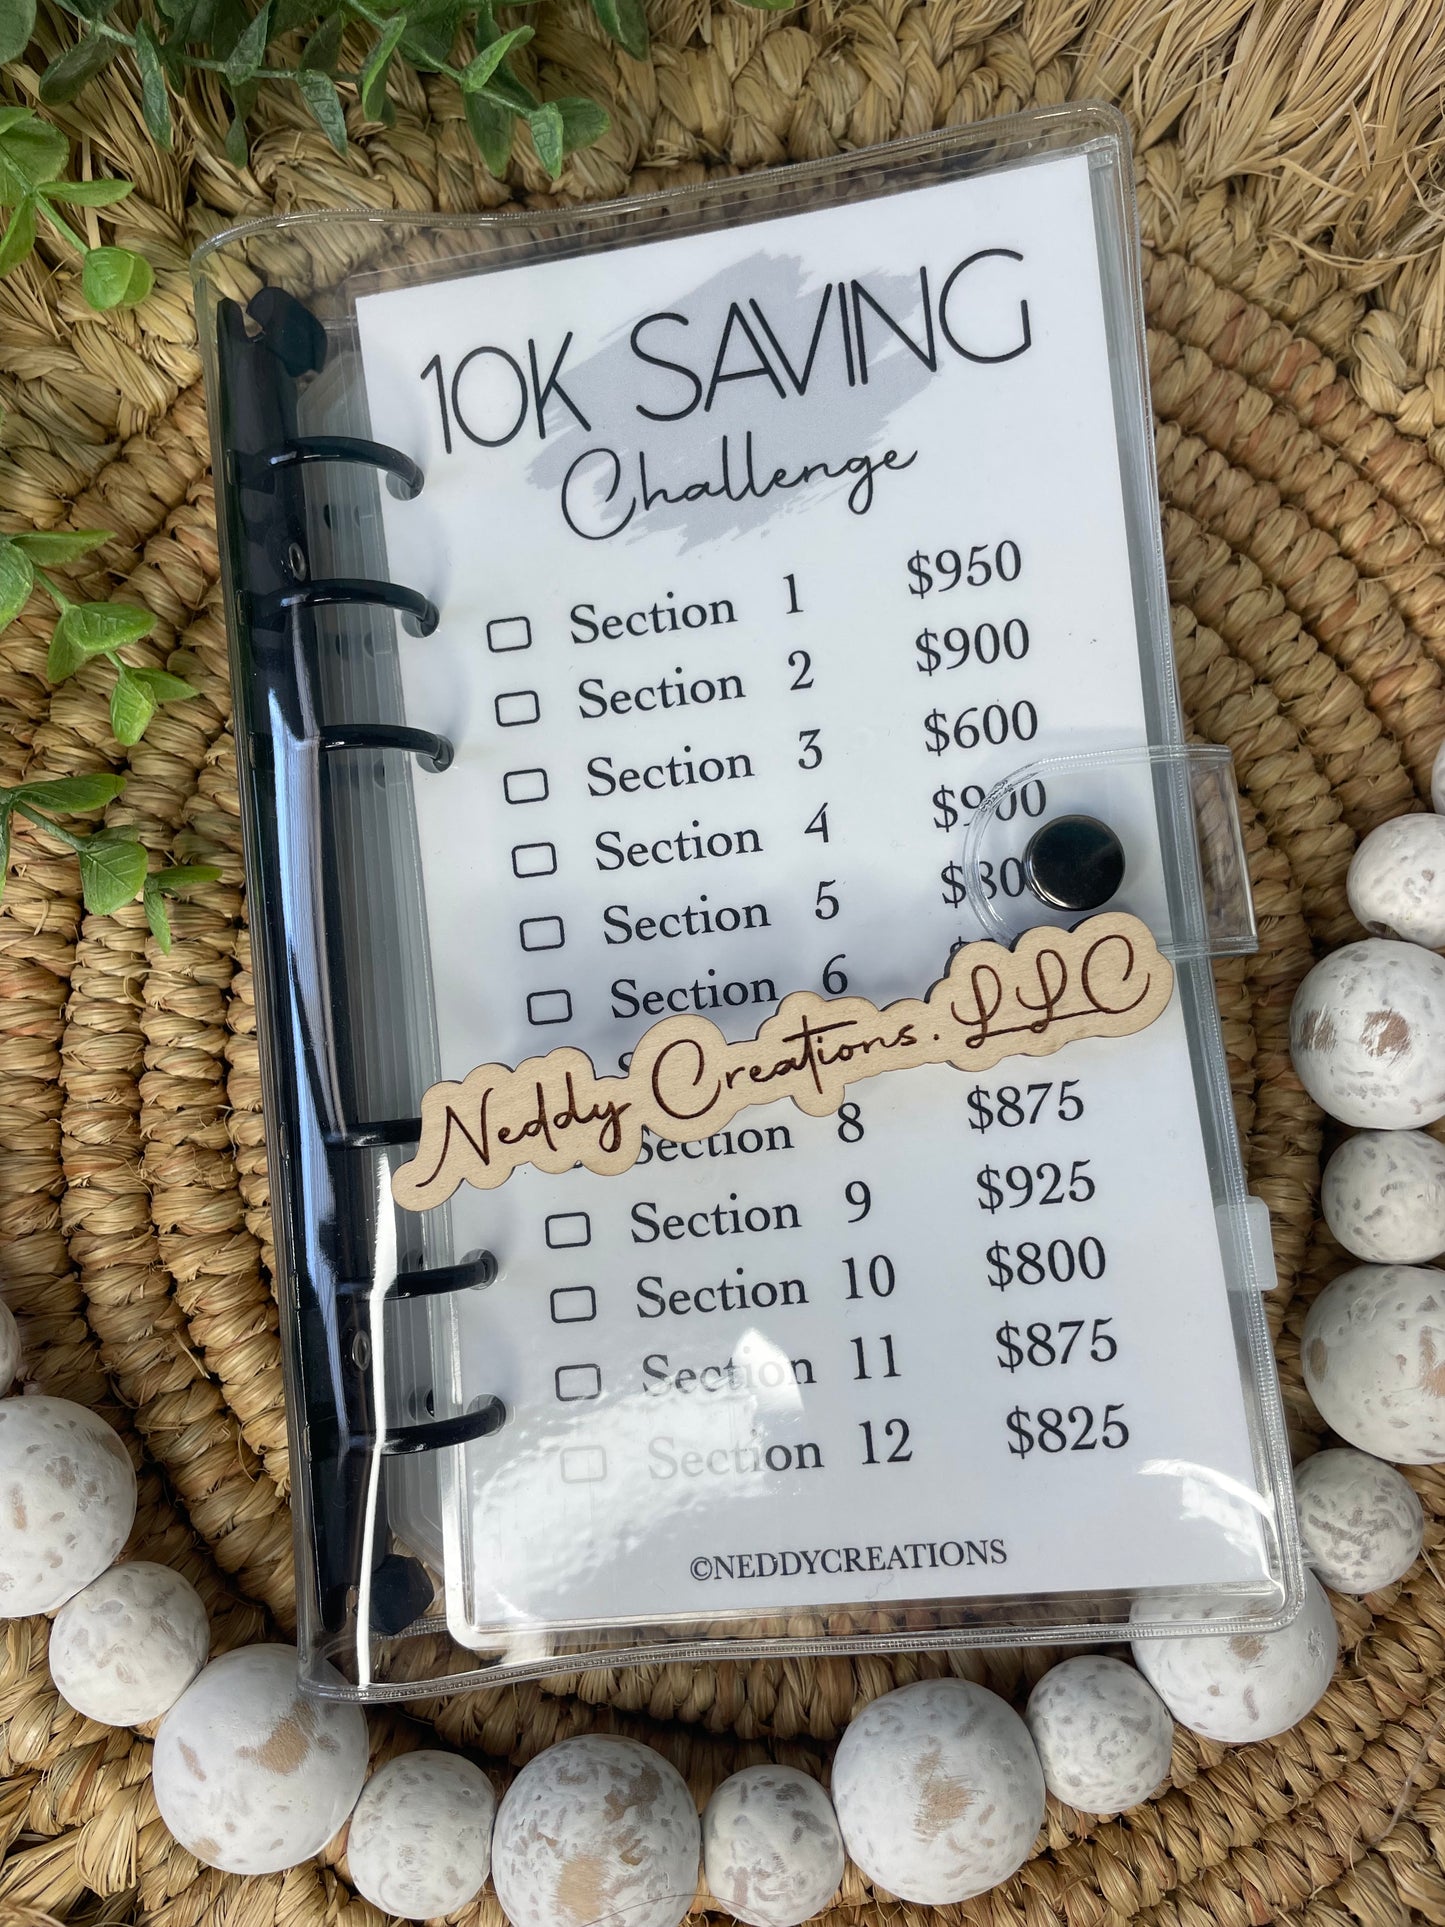 10K SAVING
Challenge
Section 1 $950
Section 2 $900
Section 3 $600
Section 4 $900
Section 5
Section 6
Neddy Creations. LLC
Section 8 $875
Section 9 $925
Section 10 $800
Section 11 $875
Section 12 $825
©NEDDYCREATIONS